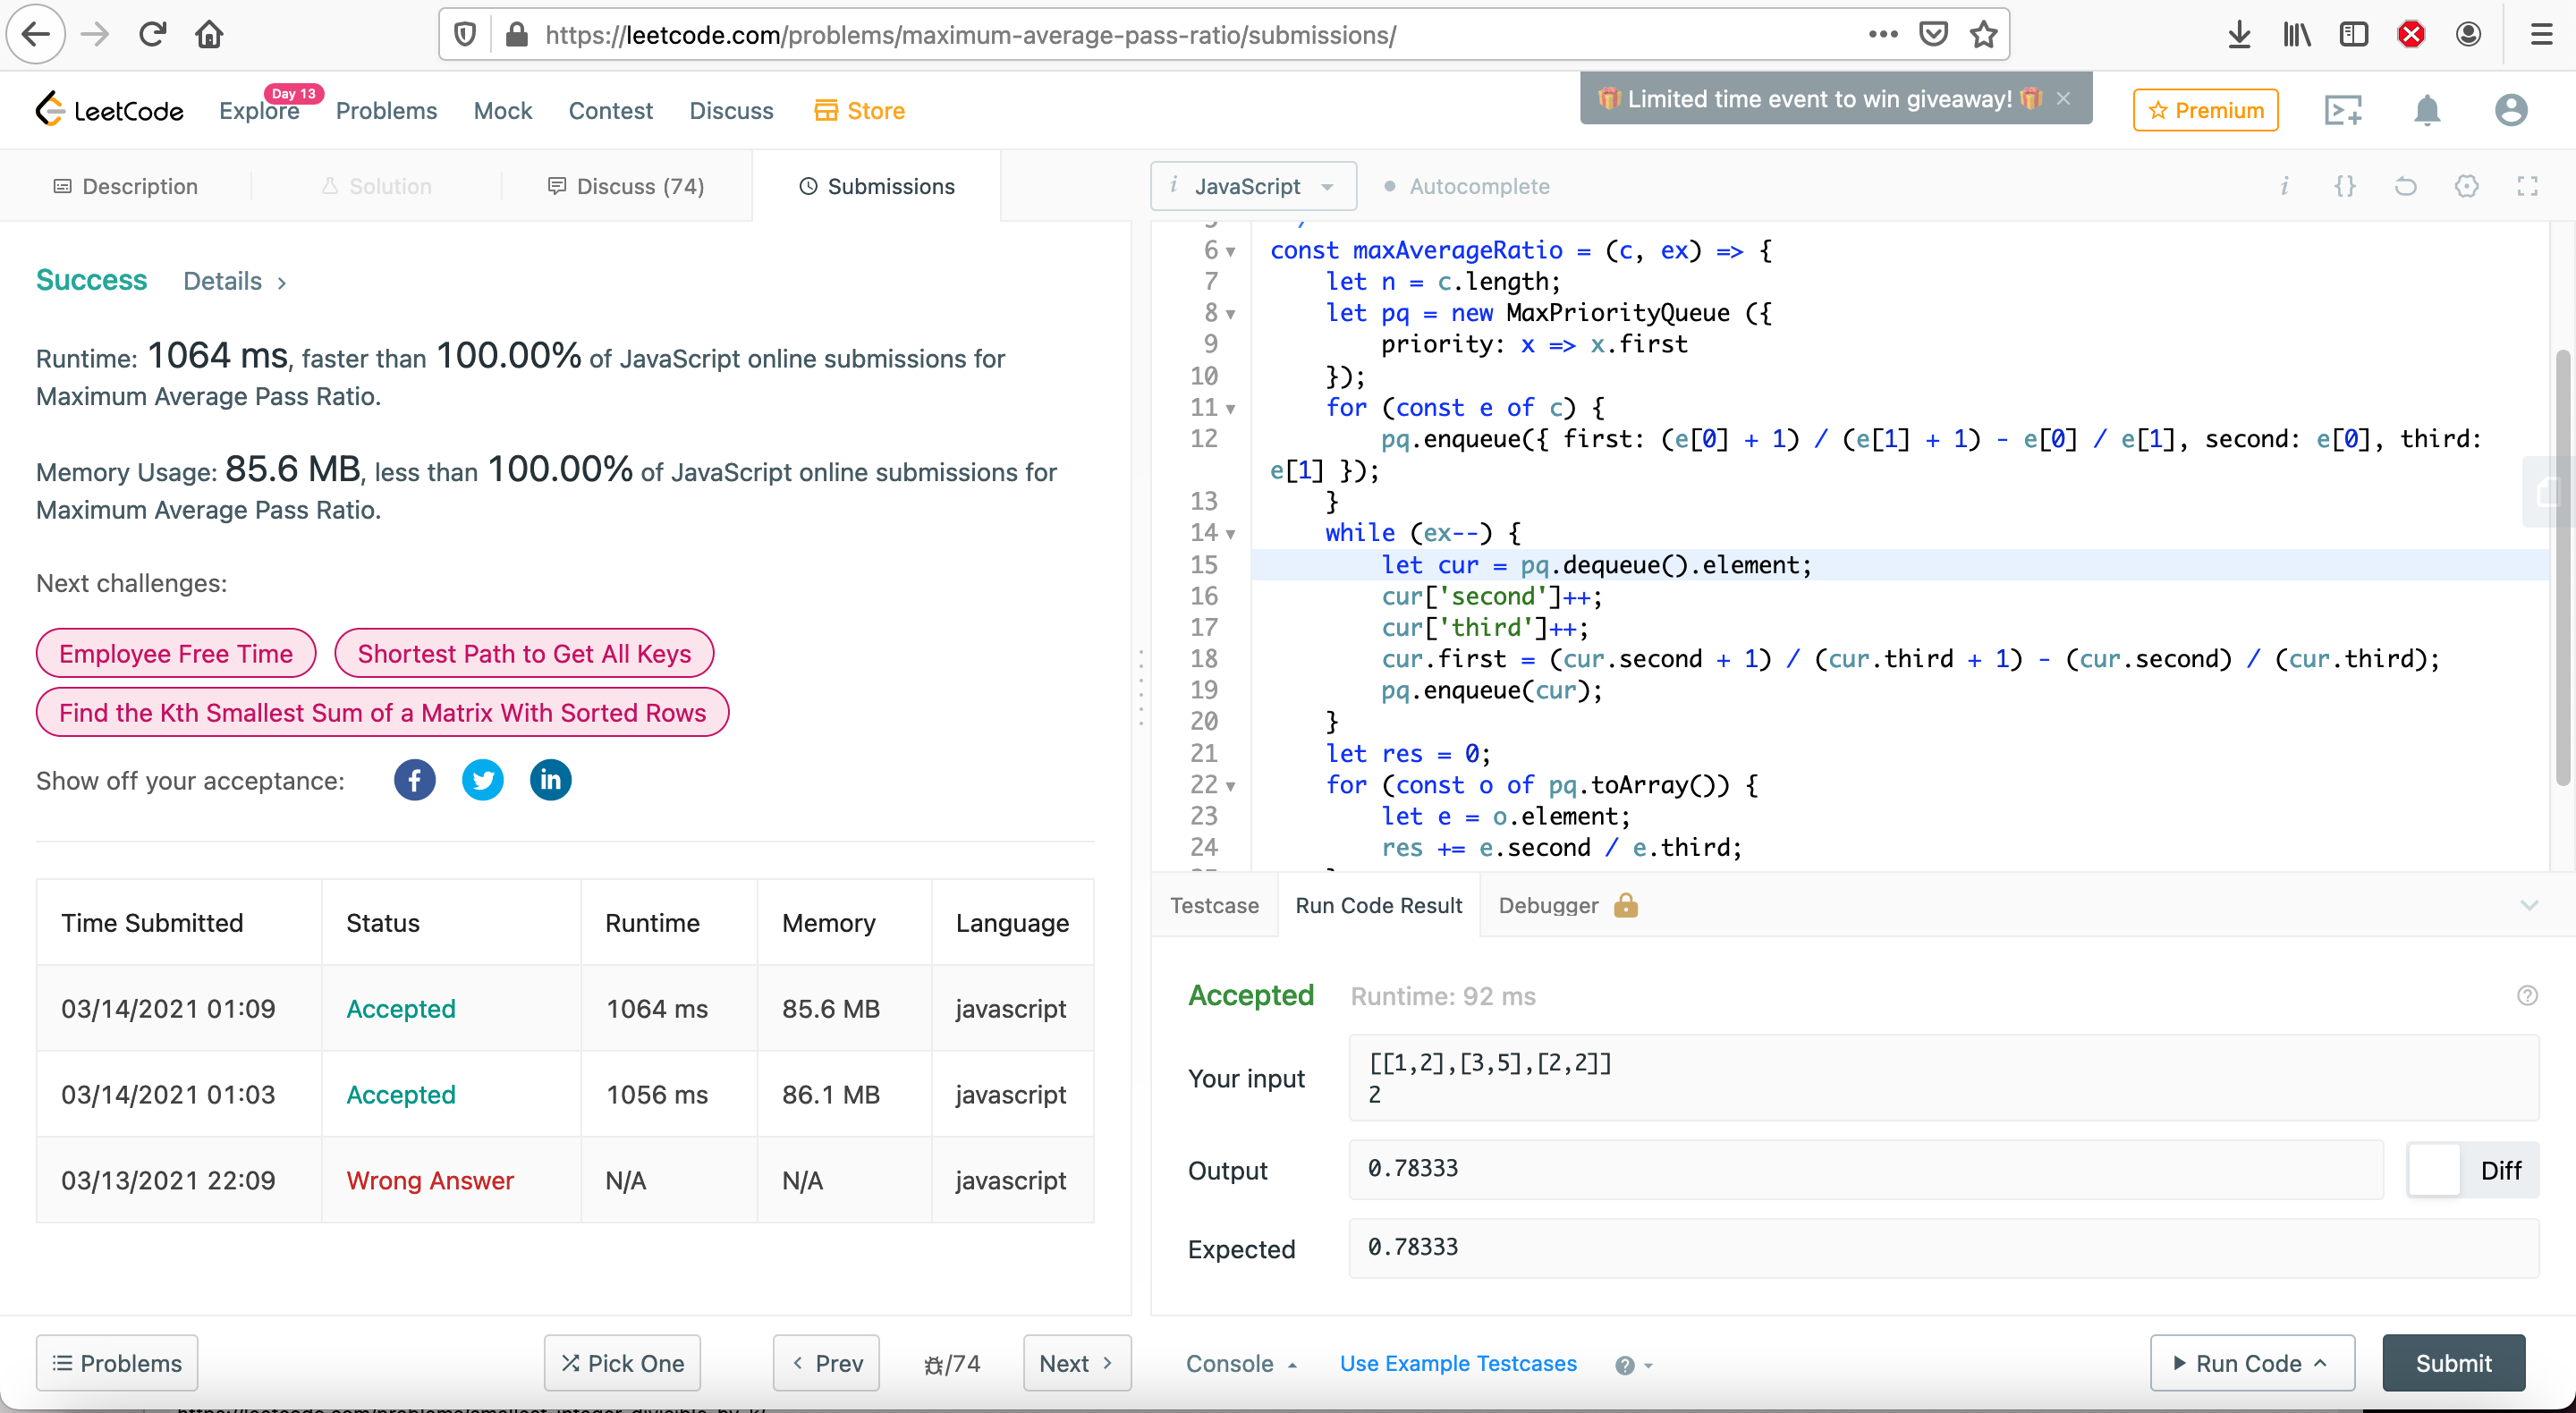 https://leetcode.com/problems/maximum-average-pass-ratio/submissions/
LeetCode
Explore
Day 13
Problems
Mock
Contest
Discuss
Store
Limited time event to win giveaway!
Premium
Description
Solution
Discuss (74)
Submissions
i JavaScript
Autocomplete
Success
Details
Runtime: 1064 ms, faster than 100.00% of JavaScript online submissions for
Maximum Average Pass Ratio.
Memory Usage: 85.6 MB, less than 100.00% of JavaScript online submissions for
Maximum Average Pass Ratio.
Next challenges:
Employee Free Time
Shortest Path to Get All Keys
Find the Kth Smallest Sum of a Matrix With Sorted Rows
Show off your acceptance:
Time Submitted Status Runtime Memory Language
03/14/2021 01:09 Accepted 1064 ms 85.6 MB javascript
03/14/2021 01:03 Accepted 1056 ms 86.1 MB javascript
03/13/2021 22:09 Wrong Answer N/A N/A javascript
6 const maxAverageRatio = (c, ex) => {
7 let n = c.length;
8 let pq = new MaxPriorityQueue ({
9 priority: x => x.first
10 });
11 for (const e of c) {
12 pq.enqueue({ first: (e[0] + 1) / (e[1] + 1) - e[0] / e[1], second: e[0], third:
e[1] });
13 }
14 while (ex--) {
15 let cur = pq.dequeue().element;
16 cur['second']++;
17 cur['third']++;
18 cur.first = (cur.second + 1) / (cur.third + 1) - (cur.second) / (cur.third);
19 pq.enqueue(cur);
20 }
21 let res = 0;
22 for (const o of pq.toArray()) {
23 let e = o.element;
24 res += e.second / e.third;
Testcase
Run Code Result
Debugger
Accepted
Runtime: 92 ms
Your input
[[1,2],[3,5],[2,2]]
2
Output
0.78333
Diff
Expected
0.78333
Problems
Pick One
Prev
/74
Next
Console
Use Example Testcases
Run Code
Submit